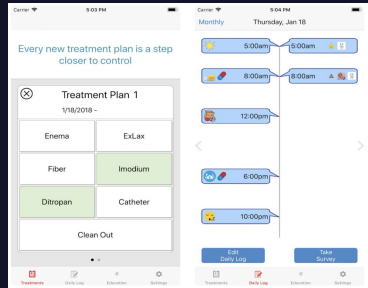 Carrier 5:03 PM
Every new treatment plan is a step
closer to control
Treatment Plan 1
1/18/2018 -
Enema ExLax
Fiber Imodium
Ditropan Catheter
Clean Out
Treatments Daily Log Education Settings
Carrier 5:04 PM
Monthly Thursday, Jan 18
5:00am 5:00am
8:00am 8:00am
12:00pm
6:00pm
10:00pm
Edit
Daily Log
Take
Survey
Treatments Daily Log Education Settings